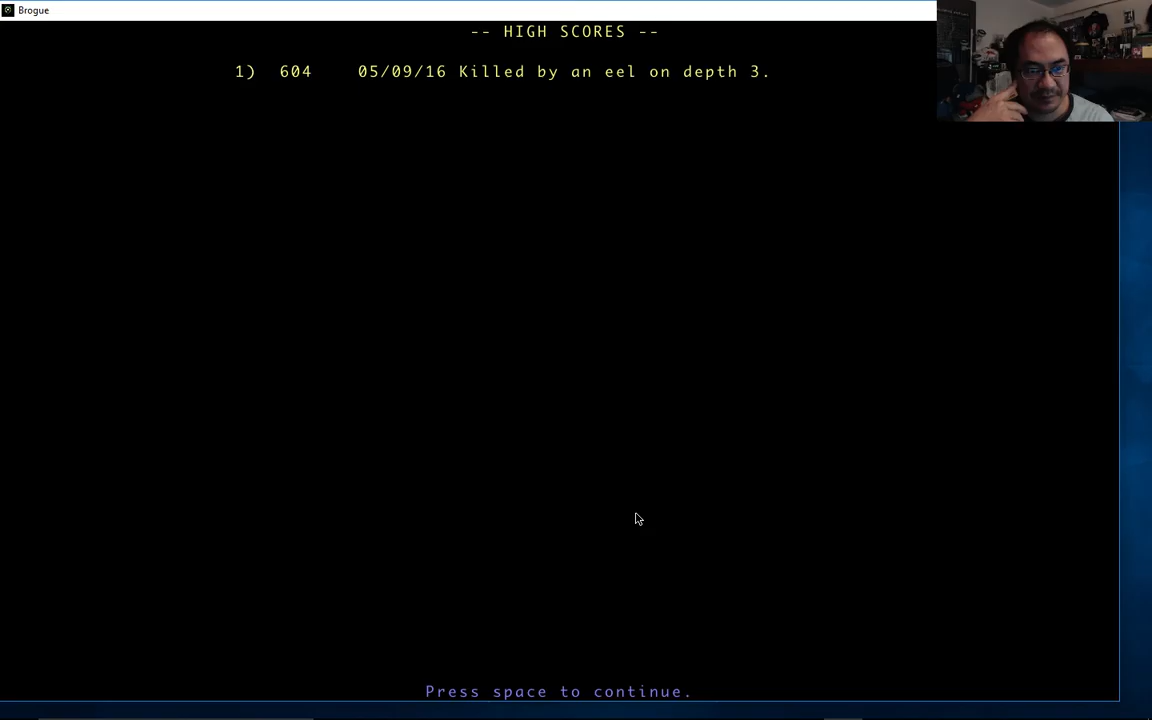 Brogue
-- HIGH SCORES --
1) 604 05/09/16 Killed by an eel on depth 3.
Press space to continue.